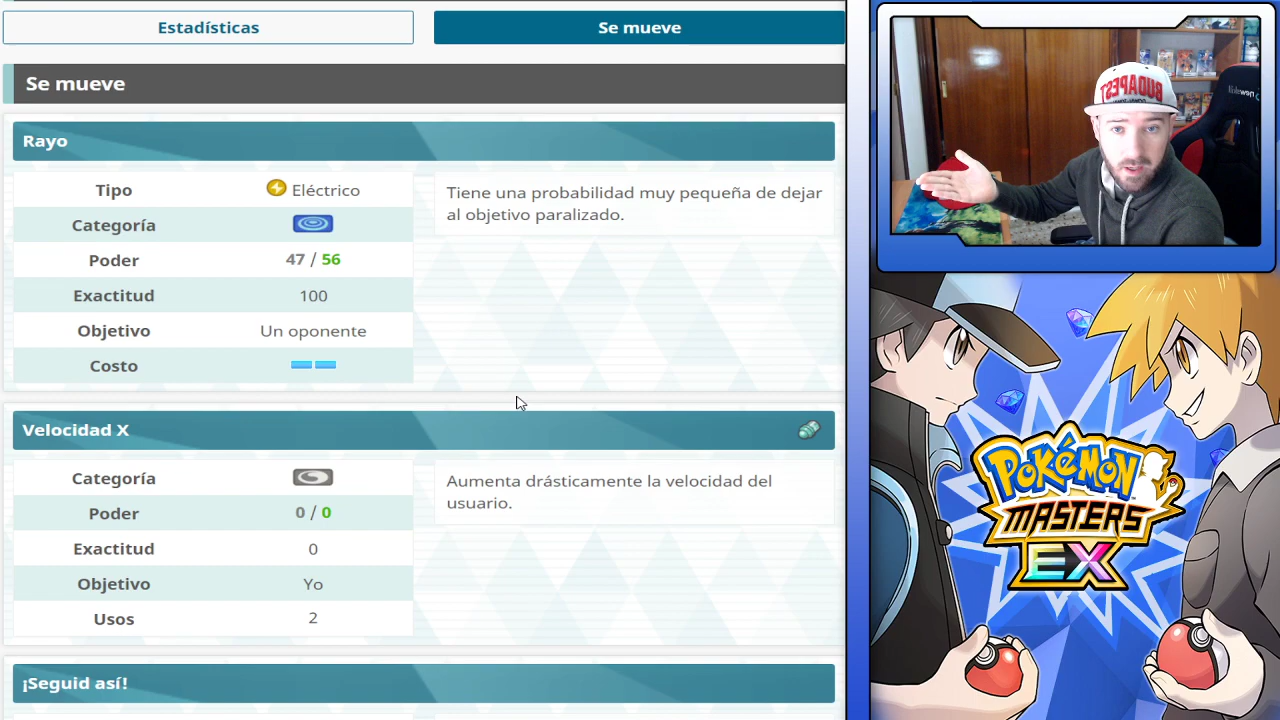 Estadísticas
Se mueve
Se mueve
Rayo
Tipo Eléctrico
Categoría
Poder 47 / 56
Exactitud 100
Objetivo Un oponente
Costo
Tiene una probabilidad muy pequeña de dejar
al objetivo paralizado.
Velocidad X
Categoría
Poder 0 / 0
Exactitud 0
Objetivo Yo
Usos 2
Aumenta drásticamente la velocidad del
usuario.
¡Seguid así!
BUDAPEST
POKéMON
MASTERS
EX